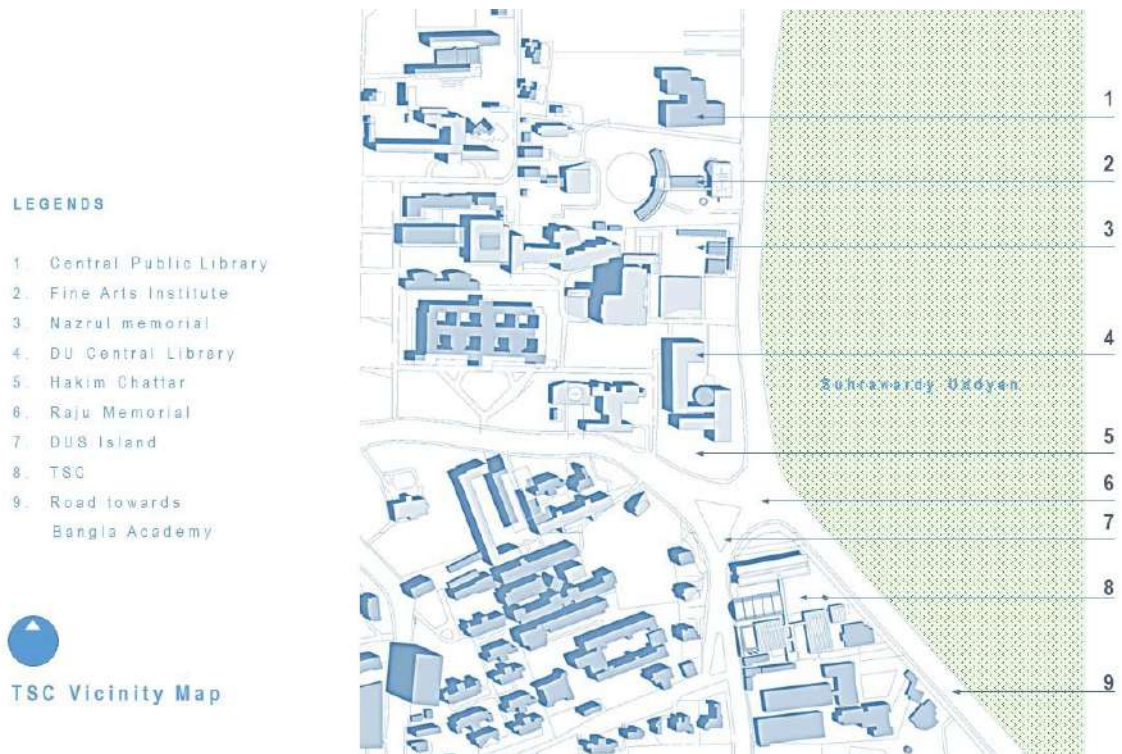 LEGENDS
1. Central Public Library
2. Fine Arts Institute
3. Nazrul memorial
4. DU Central Library
5. Hakim Chattar
6. Raju Memorial
7. DUS Island
8. TSC
9. Road towards
Bangla Academy
TSC Vicinity Map
1
2
3
4
Suhrawardy Uddyan
5
6
7
8
9